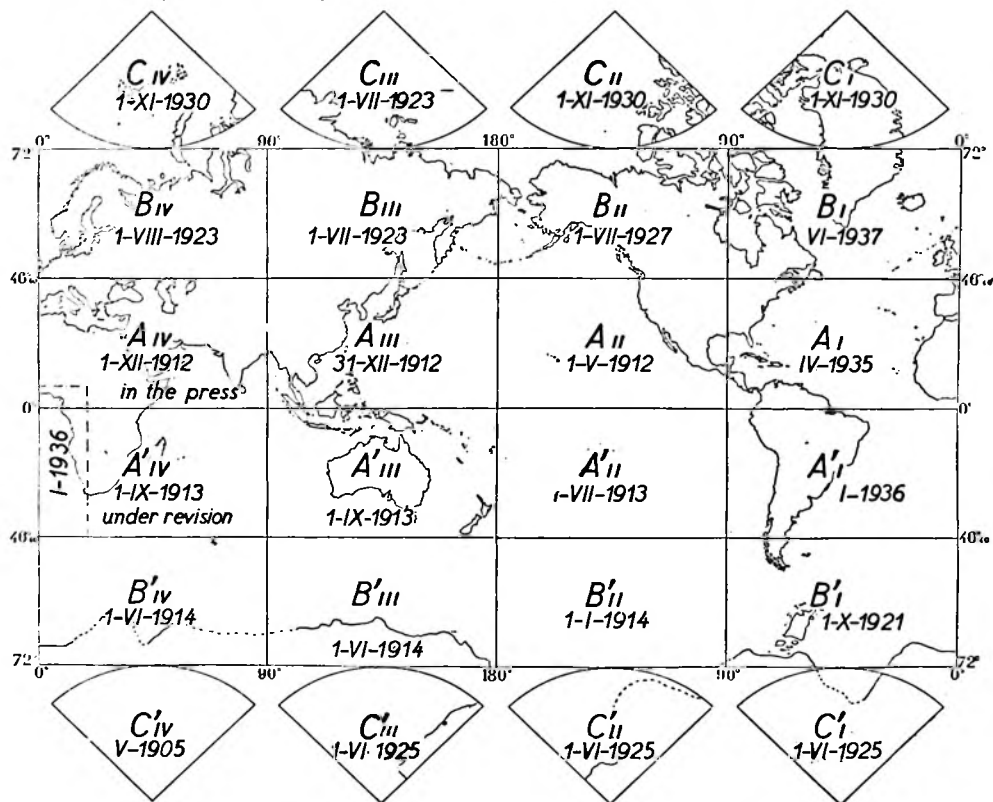 C IV
1-XI-1930
C III
1-VII-1923
C II
1-XI-1930
C I
1-XI-1930
0° 90° 180° 90° 0°
72° 72°
B IV
1-VIII-1923
B III
1-VII-1923
B II
1-VII-1927
B I
VI-1937
40° 40°
A IV
1-XII-1912
in the press
A III
31-XII-1912
A II
1-V-1912
A I
IV-1935
0° 0°
I-1936
A' IV
1-IX-1913
under revision
A' III
1-IX-1913
A' II
1-VII-1913
A' I
I-1936
40° 40°
B' IV
1-VI-1914
B' III
1-VI-1914
B' II
1-I-1914
B' I
1-X-1921
72° 72°
0° 90° 180° 90° 0°
C' IV
V-1905
C' III
1-VI-1925
C' II
1-VI-1925
C' I
1-VI-1925